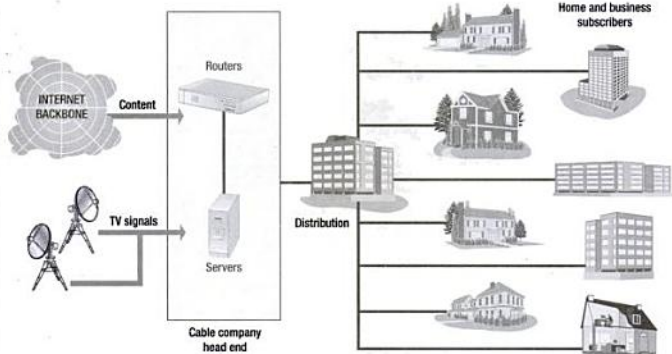 Home and business
subscribers
Routers
INTERNET
BACKBONE
Content
TV signals
Servers
Distribution
Cable company
head end